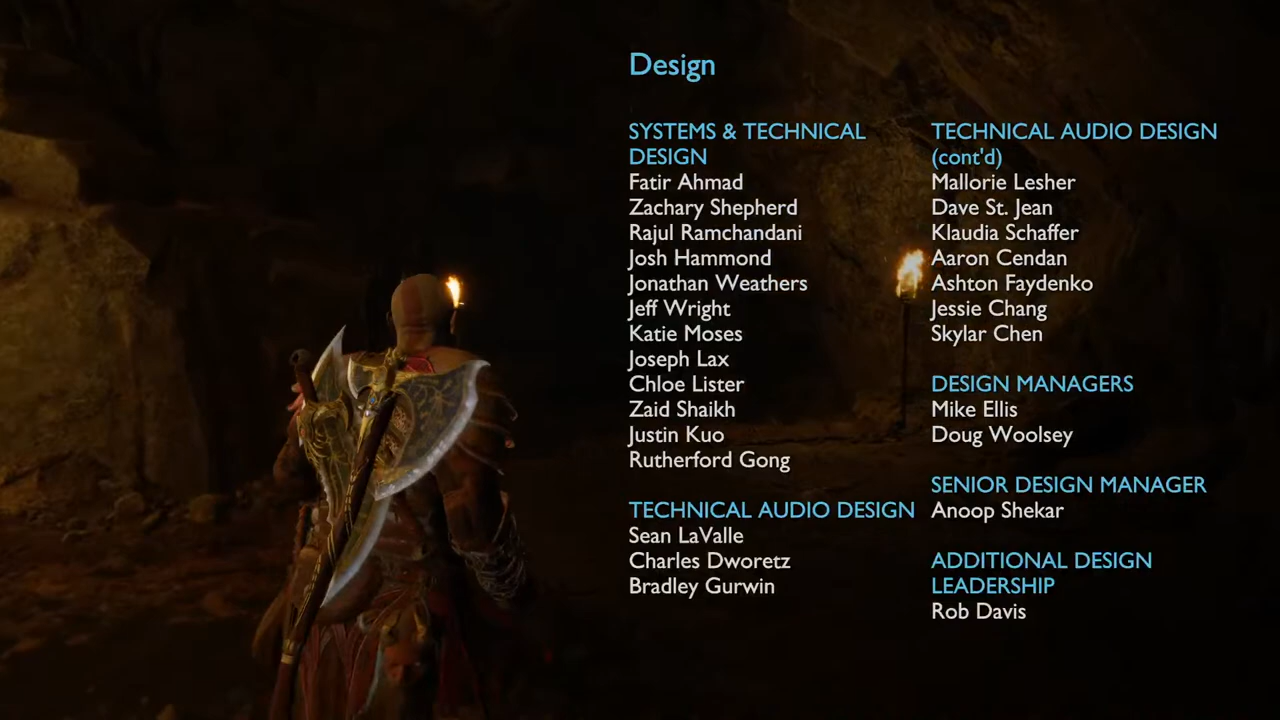 Design
SYSTEMS & TECHNICAL
DESIGN
Fatir Ahmad
Zachary Shepherd
Rajul Ramchandani
Josh Hammond
Jonathan Weathers
Jeff Wright
Katie Moses
Joseph Lax
Chloe Lister
Zaid Shaikh
Justin Kuo
Rutherford Gong
TECHNICAL AUDIO DESIGN
Sean LaValle
Charles Dworetz
Bradley Gurwin
TECHNICAL AUDIO DESIGN
(cont'd)
Mallorie Lesher
Dave St. Jean
Klaudia Schaffer
Aaron Cendan
Ashton Faydenko
Jessie Chang
Skylar Chen
DESIGN MANAGERS
Mike Ellis
Doug Woolsey
SENIOR DESIGN MANAGER
Anoop Shekar
ADDITIONAL DESIGN
LEADERSHIP
Rob Davis